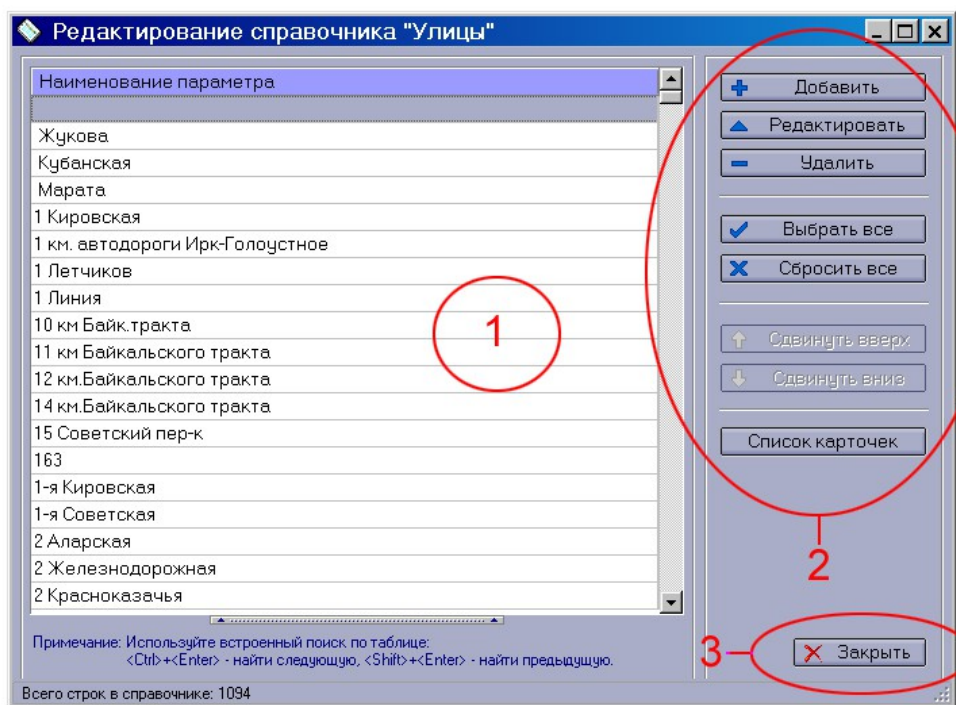 Редактирование справочника "Улицы"
Наименование параметра
Жукова
Кубанская
Марата
1 Кировская
1 км. автодороги Ирк-Голоустное
1 Летчиков
1 Линия
10 км Байк.тракта
11 км Байкальского тракта
12 км.Байкальского тракта
14 км.Байкальского тракта
15 Советский пер-к
163
1-я Кировская
1-я Советская
2 Аларская
2 Железнодорожная
2 Красноказачья
1
Примечание: Используйте встроенный поиск по таблице:
<Ctrl>+<Enter> - найти следующую, <Shift>+<Enter> - найти предыдущую.
Добавить
Редактировать
Удалить
Выбрать все
Сбросить все
Сдвинуть вверх
Сдвинуть вниз
Список карточек
2
3
Закрыть
Всего строк в справочнике: 1094